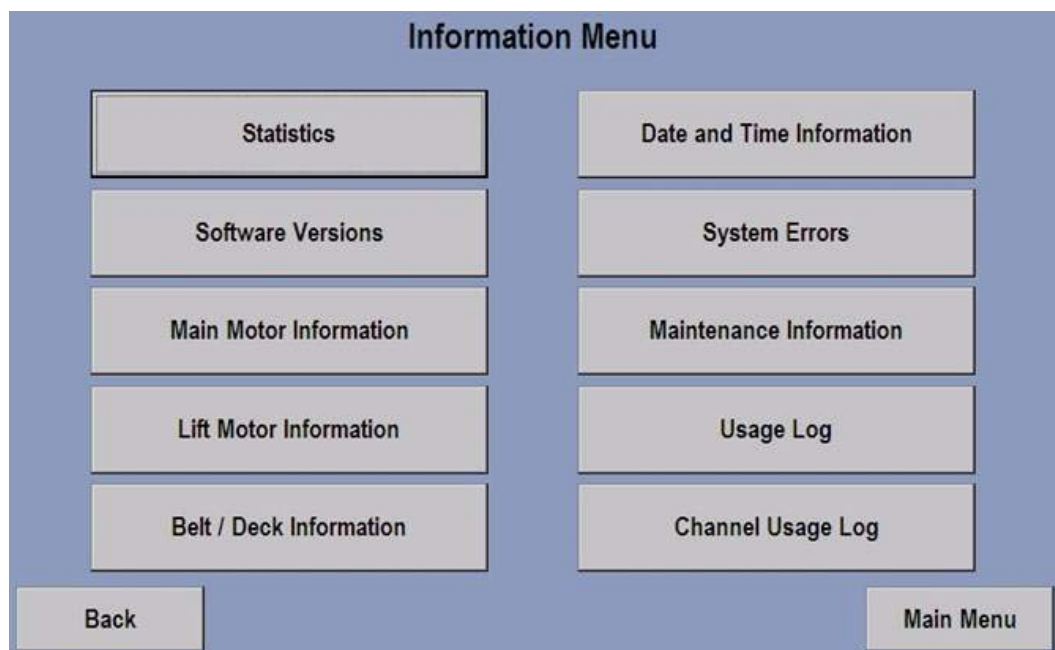 Information Menu
Statistics
Date and Time Information
Software Versions
System Errors
Main Motor Information
Maintenance Information
Lift Motor Information
Usage Log
Belt / Deck Information
Channel Usage Log
Back
Main Menu